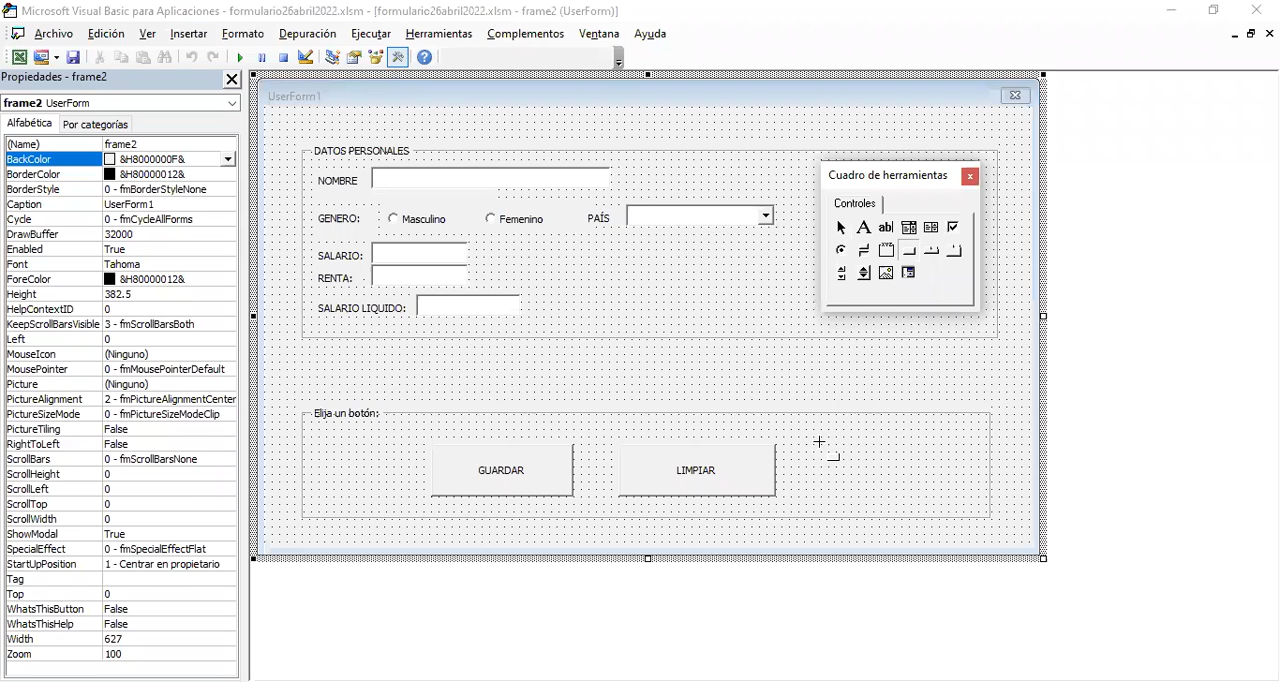 Microsoft Visual Basic para Aplicaciones - formulario26abril2022.xlsm - [formulario26abril2022.xlsm - frame2 (UserForm)]
Archivo Edición Ver Insertar Formato Depuración Ejecutar Herramientas Complementos Ventana Ayuda
Propiedades - frame2
frame2 UserForm
Alfabética Por categorías
(Name) frame2
BackColor &H8000000F&
BorderColor &H80000012&
BorderStyle 0 - fmBorderStyleNone
Caption UserForm1
Cycle 0 - fmCycleAllForms
DrawBuffer 32000
Enabled True
Font Tahoma
ForeColor &H80000012&
Height 382.5
HelpContextID 0
KeepScrollBarsVisible 3 - fmScrollBarsBoth
Left 0
MouseIcon (Ninguno)
MousePointer 0 - fmMousePointerDefault
Picture (Ninguno)
PictureAlignment 2 - fmPictureAlignmentCenter
PictureSizeMode 0 - fmPictureSizeModeClip
PictureTiling False
RightToLeft False
ScrollBars 0 - fmScrollBarsNone
ScrollHeight 0
ScrollLeft 0
ScrollTop 0
ScrollWidth 0
ShowModal True
SpecialEffect 0 - fmSpecialEffectFlat
StartUpPosition 1 - Centrar en propietario
Tag
Top 0
WhatsThisButton False
WhatsThisHelp False
Width 627
Zoom 100
UserForm1
DATOS PERSONALES
NOMBRE
GENERO: Masculino Femenino PAÍS
SALARIO:
RENTA:
SALARIO LIQUIDO:
Elija un botón:
GUARDAR LIMPIAR
Cuadro de herramientas
Controles
A ab|
xyz